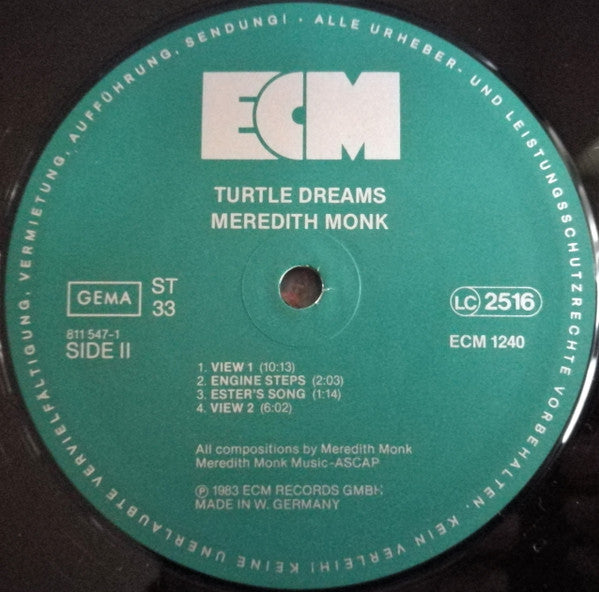 ALLE URHEBER- UND LEISTUNGSSCHUTZRECHTE VORBEHALTEN. KEIN VERLEIH! KEINE UNERLAUBTE VERVIELFÄLTIGUNG, VERMIETUNG, AUFFÜHRUNG, SENDUNG! ·
ECM
TURTLE DREAMS
MEREDITH MONK
GEMA
ST
33
LC 2516
811 547-1
SIDE II
ECM 1240
1. VIEW 1 (10:13)
2. ENGINE STEPS (2:03)
3. ESTER'S SONG (1:14)
4. VIEW 2 (6:02)
All compositions by Meredith Monk
Meredith Monk Music-ASCAP
℗ 1983 ECM RECORDS GMBH
MADE IN W. GERMANY